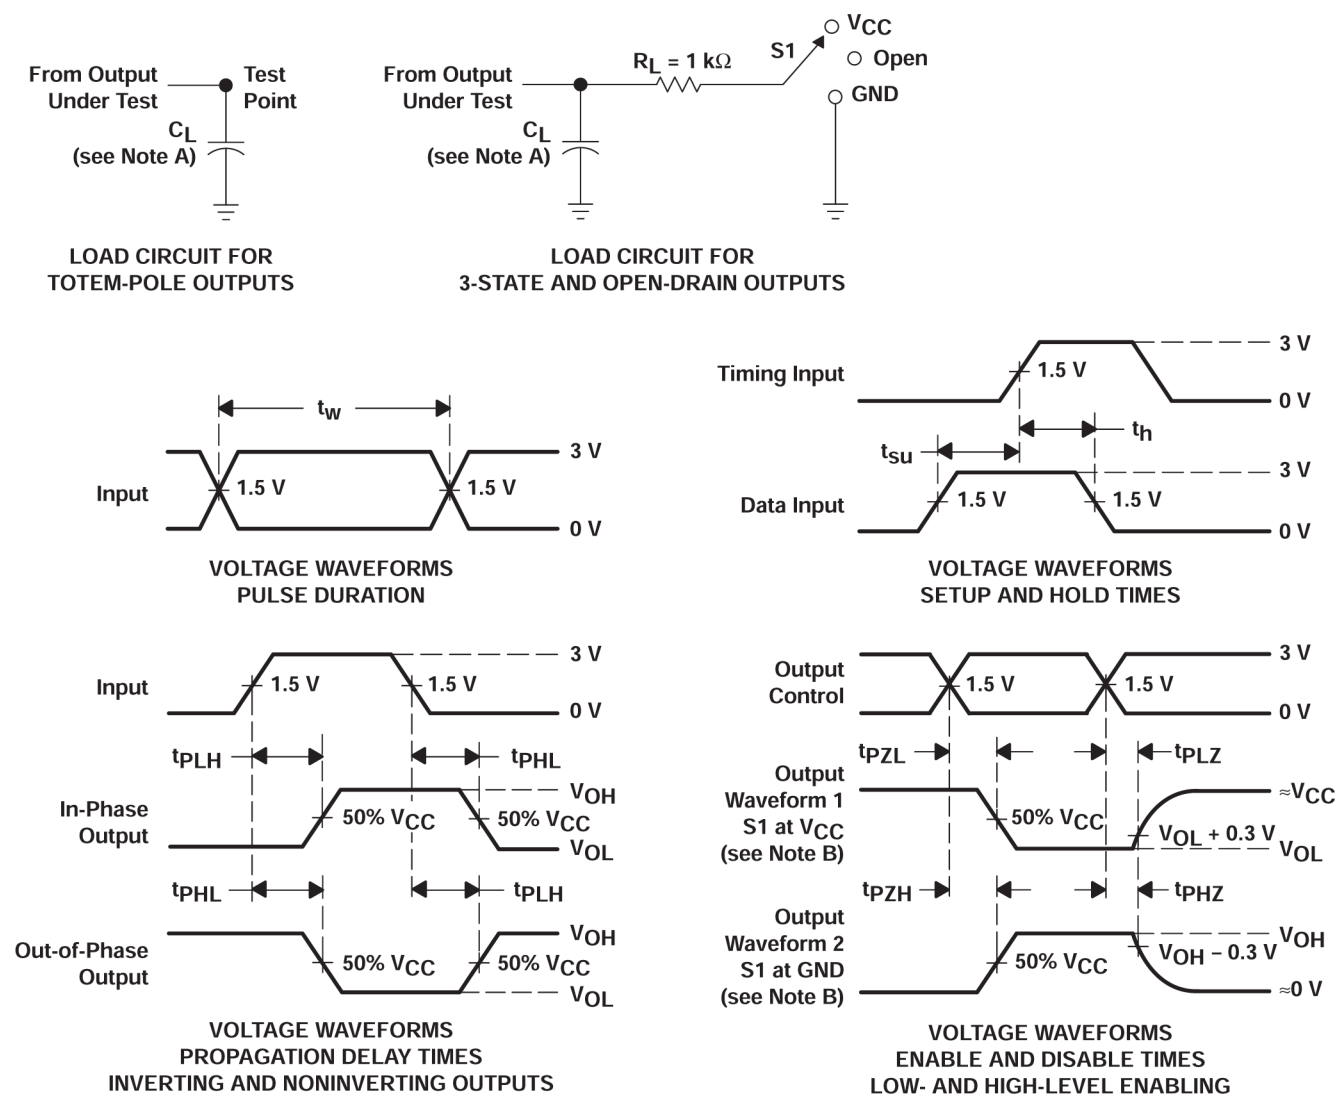 From Output
Under Test
Test
Point
CL
(see Note A)
LOAD CIRCUIT FOR
TOTEM-POLE OUTPUTS
From Output
Under Test
RL = 1 kΩ
S1
VCC
Open
GND
CL
(see Note A)
LOAD CIRCUIT FOR
3-STATE AND OPEN-DRAIN OUTPUTS
tw
Input
1.5 V
1.5 V
3 V
0 V
VOLTAGE WAVEFORMS
PULSE DURATION
Timing Input
1.5 V
3 V
0 V
th
tsu
Data Input
1.5 V
1.5 V
3 V
0 V
VOLTAGE WAVEFORMS
SETUP AND HOLD TIMES
Input
1.5 V
1.5 V
3 V
0 V
tPLH
tPHL
In-Phase
Output
50% VCC
50% VCC
VOH
VOL
tPHL
tPLH
Out-of-Phase
Output
50% VCC
50% VCC
VOH
VOL
VOLTAGE WAVEFORMS
PROPAGATION DELAY TIMES
INVERTING AND NONINVERTING OUTPUTS
Output
Control
1.5 V
1.5 V
3 V
0 V
tPZL
tPLZ
Output
Waveform 1
S1 at VCC
(see Note B)
50% VCC
VOL + 0.3 V
≈VCC
VOL
tPZH
tPHZ
Output
Waveform 2
S1 at GND
(see Note B)
50% VCC
VOH − 0.3 V
VOH
≈0 V
VOLTAGE WAVEFORMS
ENABLE AND DISABLE TIMES
LOW- AND HIGH-LEVEL ENABLING